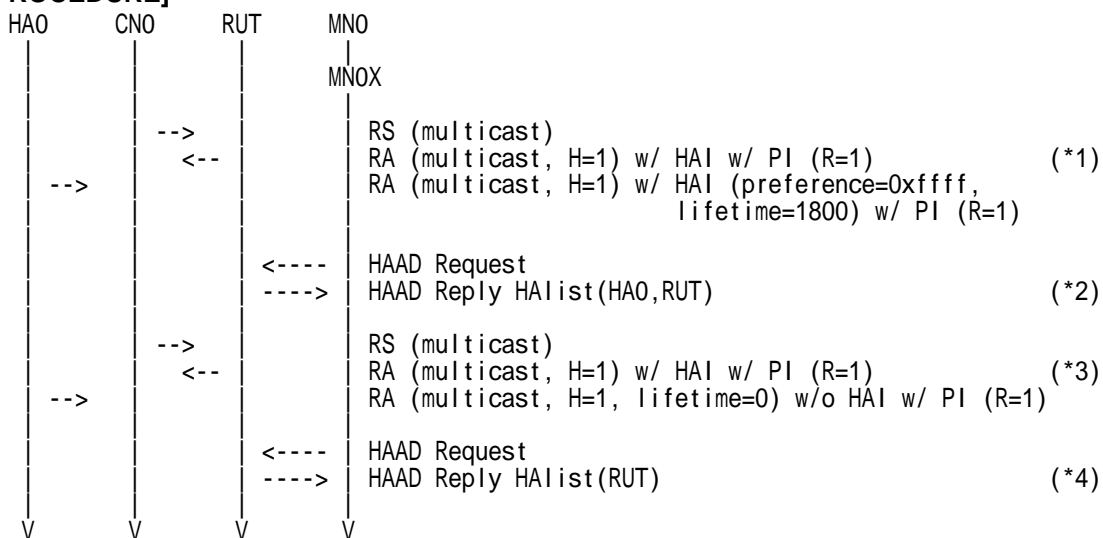 ROCEDURE]
HA0 CN0 RUT MN0
MN0X
--> RS (multicast)
<-- RA (multicast, H=1) w/ HAI w/ PI (R=1) (*1)
--> RA (multicast, H=1) w/ HAI (preference=0xffff,
lifetime=1800) w/ PI (R=1)
<---- HAAD Request
----> HAAD Reply HAlist(HA0,RUT) (*2)
--> RS (multicast)
<-- RA (multicast, H=1) w/ HAI w/ PI (R=1) (*3)
--> RA (multicast, H=1, lifetime=0) w/o HAI w/ PI (R=1)
<---- HAAD Request
----> HAAD Reply HAlist(RUT) (*4)
V V V V